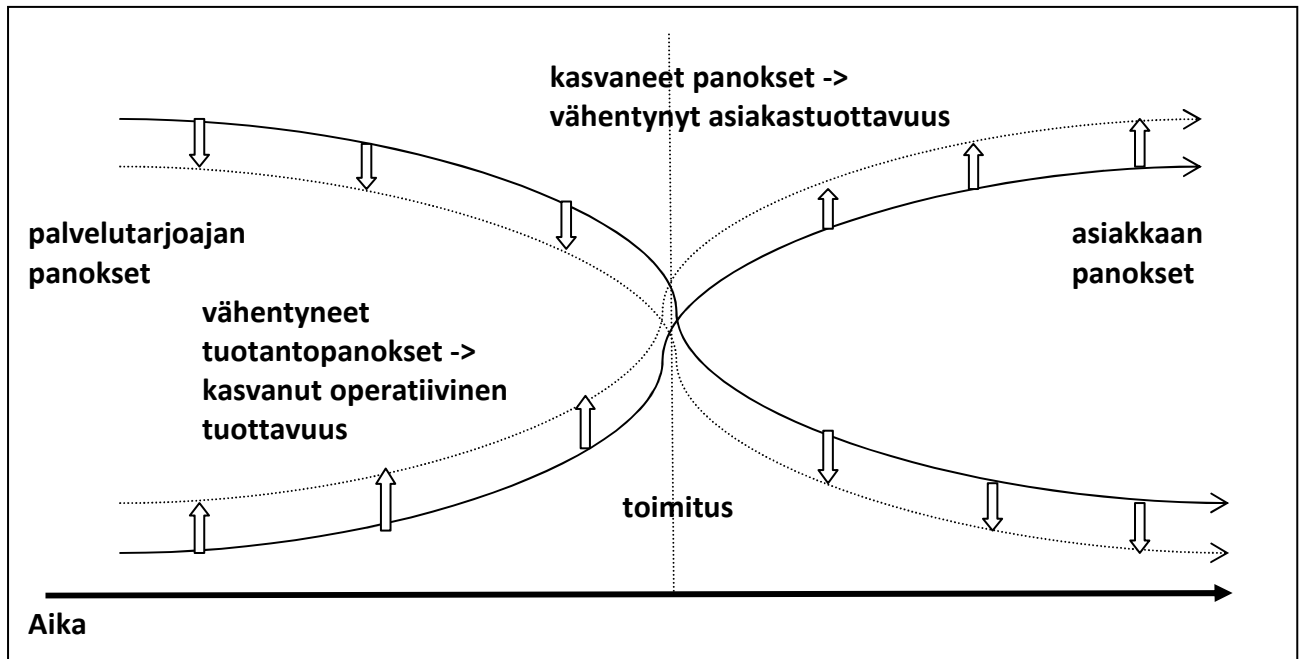 kasvaneet panokset ->
vähentynyt asiakastuottavuus
palvelutarjoajan
panokset
asiakkaan
panokset
vähentyneet
tuotantopanokset ->
kasvanut operatiivinen
tuottavuus
toimitus
Aika